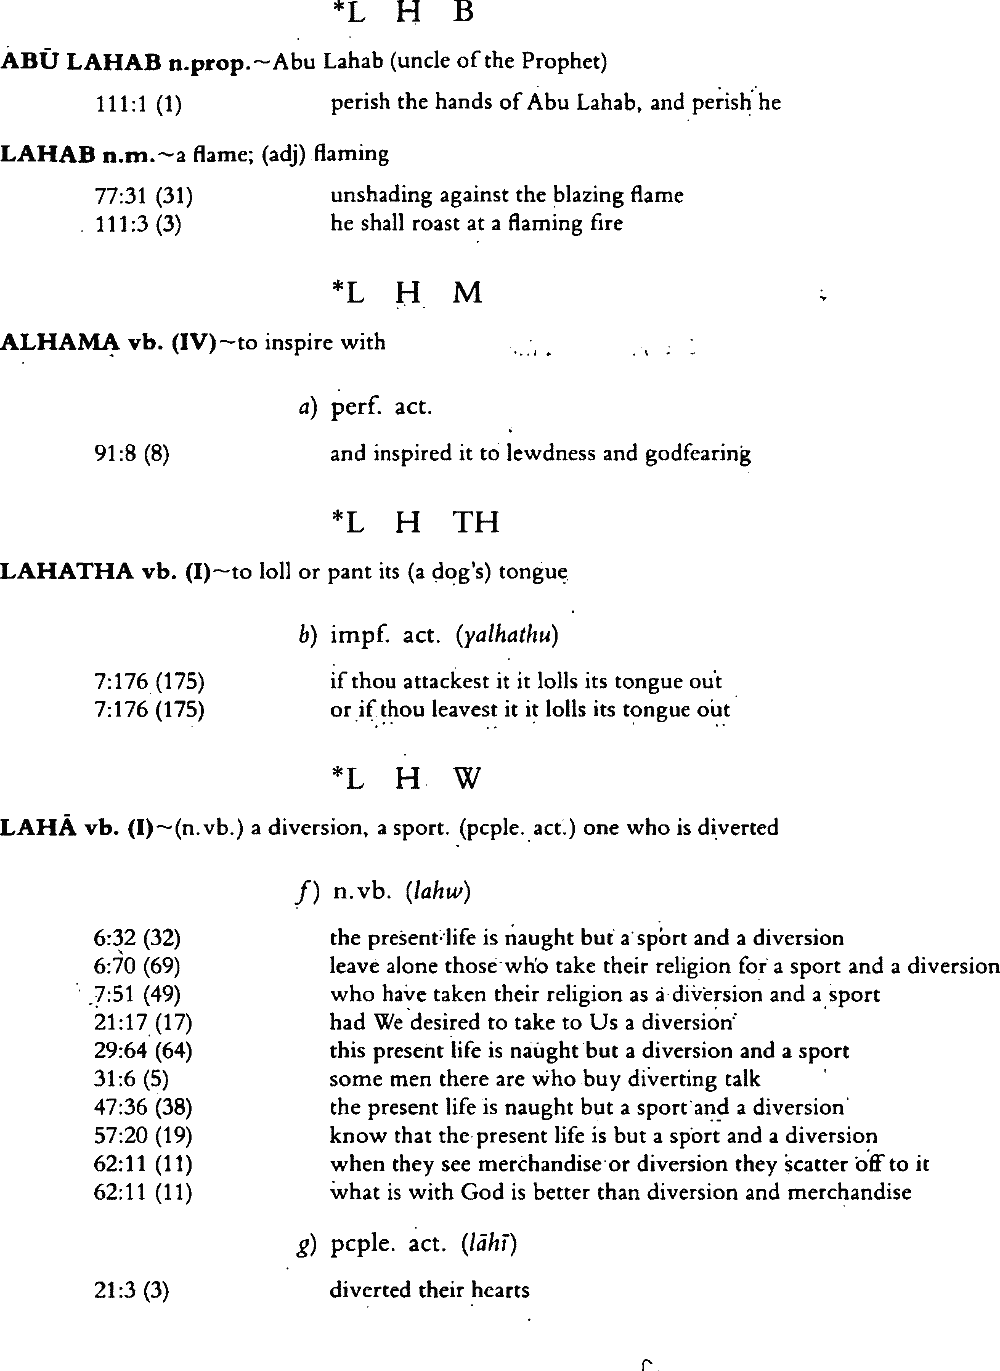 *L H B
ABŪ LAHAB n.prop.~Abu Lahab (uncle of the Prophet)
111:1 (1) perish the hands of Abu Lahab, and perish he
LAHAB n.m.~a flame; (adj) flaming
77:31 (31) unshading against the blazing flame
111:3 (3) he shall roast at a flaming fire
*L H M
ALHAMA vb. (IV)~to inspire with
a) perf. act.
91:8 (8) and inspired it to lewdness and godfearing
*L H TH
LAHATHA vb. (I)~to loll or pant its (a dog's) tongue
b) impf. act. (yalhathu)
7:176 (175) if thou attackest it it lolls its tongue out
7:176 (175) or if thou leavest it it lolls its tongue out
*L H W
LAHĀ vb. (I)~(n.vb.) a diversion, a sport. (pcple. act.) one who is diverted
f) n.vb. (lahw)
6:32 (32) the present life is naught but a sport and a diversion
6:70 (69) leave alone those who take their religion for a sport and a diversion
7:51 (49) who have taken their religion as a diversion and a sport
21:17 (17) had We desired to take to Us a diversion
29:64 (64) this present life is naught but a diversion and a sport
31:6 (5) some men there are who buy diverting talk
47:36 (38) the present life is naught but a sport and a diversion
57:20 (19) know that the present life is but a sport and a diversion
62:11 (11) when they see merchandise or diversion they scatter off to it
62:11 (11) what is with God is better than diversion and merchandise
g) pcple. act. (lāhī)
21:3 (3) diverted their hearts